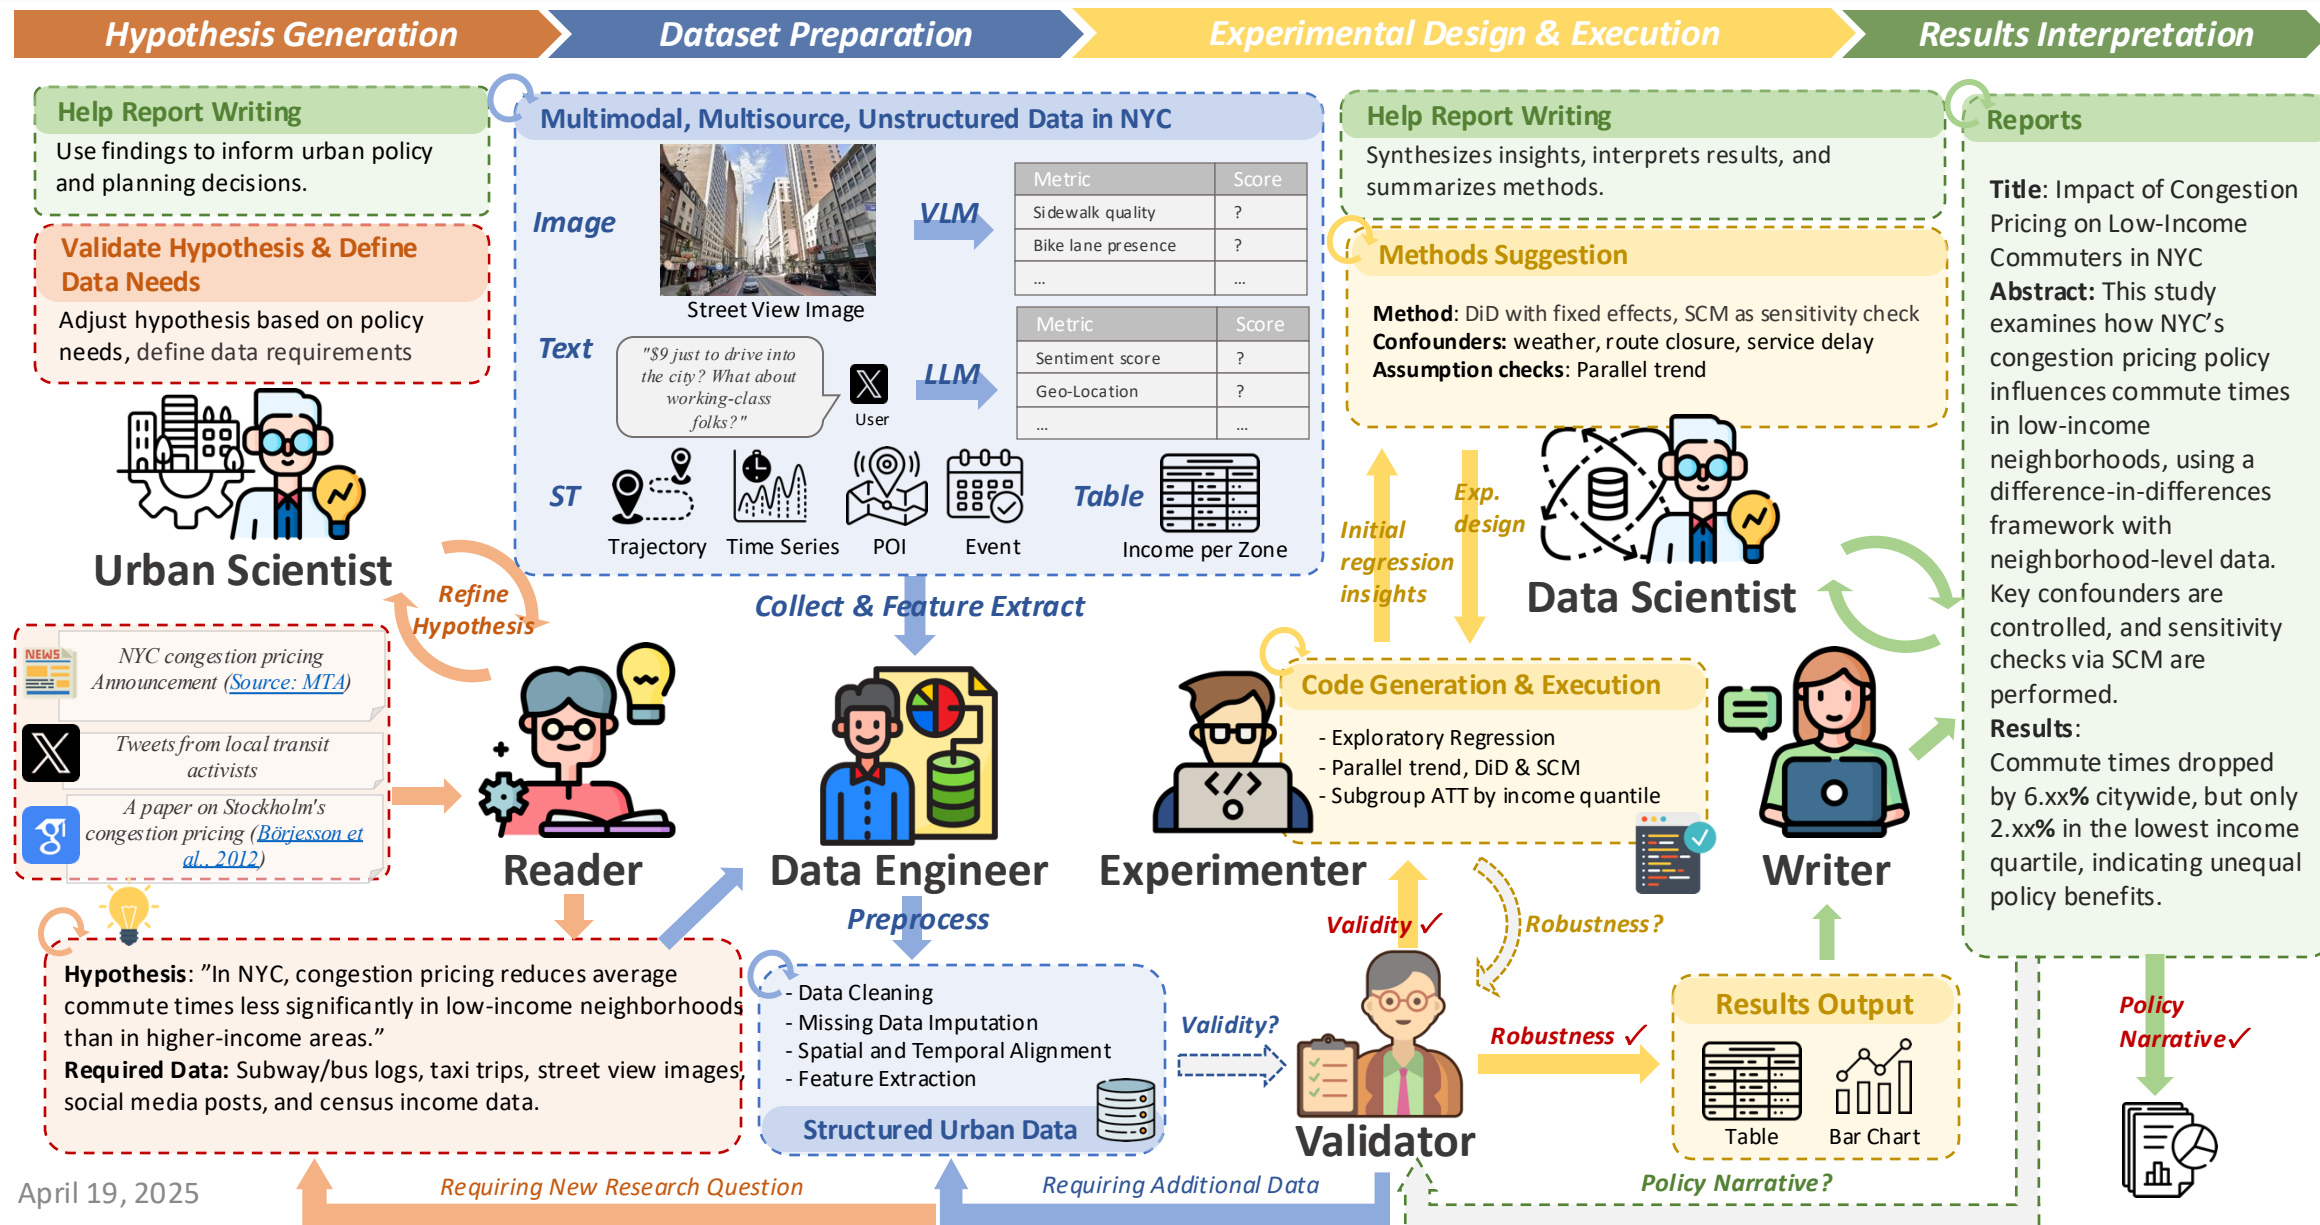 Hypothesis Generation
Dataset Preparation
Experimental Design & Execution
Results Interpretation
Help Report Writing
Use findings to inform urban policy
and planning decisions.
Validate Hypothesis & Define
Data Needs
Adjust hypothesis based on policy
needs, define data requirements
Urban Scientist
Refine
Hypothesis
NEWS
NYC congestion pricing
Announcement (Source: MTA)
Tweets from local transit
activists
A paper on Stockholm's
congestion pricing (Börjesson et
al., 2012)
Reader
Hypothesis: ”In NYC, congestion pricing reduces average
commute times less significantly in low-income neighborhoods
than in higher-income areas.”
Required Data: Subway/bus logs, taxi trips, street view images,
social media posts, and census income data.
Requiring New Research Question
April 19, 2025
Multimodal, Multisource, Unstructured Data in NYC
Image
Street View Image
VLM
Metric Score
Sidewalk quality ?
Bike lane presence ?
... ...
Text
"$9 just to drive into
the city? What about
working-class
folks?"
User
LLM
Metric Score
Sentiment score ?
Geo-Location ?
... ...
ST
Trajectory
Time Series
POI
Event
Table
Income per Zone
Collect & Feature Extract
Data Engineer
Preprocess
- Data Cleaning
- Missing Data Imputation
- Spatial and Temporal Alignment
- Feature Extraction
Structured Urban Data
Requiring Additional Data
Validity?
Help Report Writing
Synthesizes insights, interprets results, and
summarizes methods.
Methods Suggestion
Method: DiD with fixed effects, SCM as sensitivity check
Confounders: weather, route closure, service delay
Assumption checks: Parallel trend
Initial
regression
insights
Exp.
design
Data Scientist
Code Generation & Execution
- Exploratory Regression
- Parallel trend, DiD & SCM
- Subgroup ATT by income quantile
</>
Experimenter
Validity ✓
Robustness?
Validator
Robustness ✓
Results Output
Table
Bar Chart
Writer
Policy Narrative?
Reports
Title: Impact of Congestion
Pricing on Low-Income
Commuters in NYC
Abstract: This study
examines how NYC’s
congestion pricing policy
influences commute times
in low-income
neighborhoods, using a
difference-in-differences
framework with
neighborhood-level data.
Key confounders are
controlled, and sensitivity
checks via SCM are
performed.
Results:
Commute times dropped
by 6.xx% citywide, but only
2.xx% in the lowest income
quartile, indicating unequal
policy benefits.
Policy
Narrative ✓